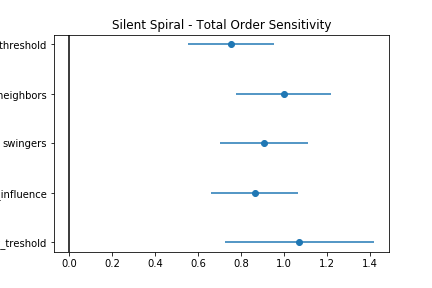 Silent Spiral - Total Order Sensitivity
threshold
neighbors
swingers
_influence
_treshold
0.0 0.2 0.4 0.6 0.8 1.0 1.2 1.4